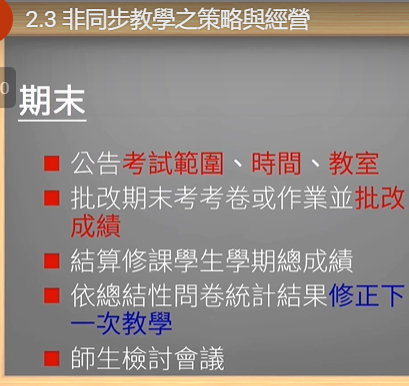 2.3 非同步教學之策略與經營
0
期末
公告考試範圍、時間、教室
批改期末考考卷或作業並批改
成績
結算修課學生學期總成績
依總結性問卷統計結果修正下
一次教學
師生檢討會議